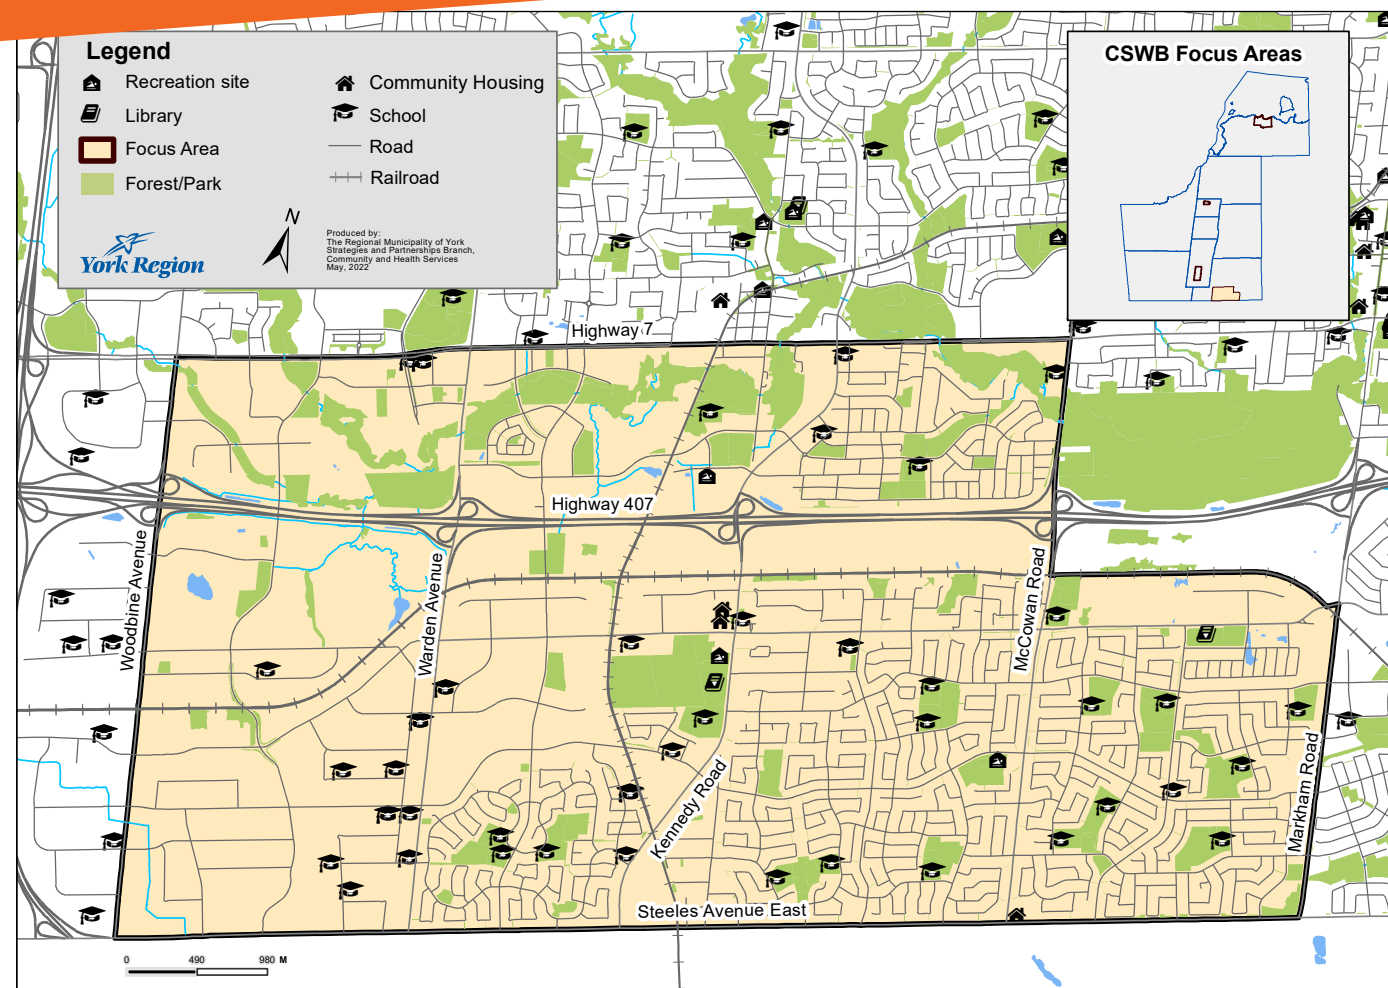 Legend
Recreation site
Library
Focus Area
Forest/Park
Community Housing
School
Road
Railroad
York Region
N
Produced by:
The Regional Municipality of York
Strategies and Partnerships Branch,
Community and Health Services
May, 2022
CSWB Focus Areas
Highway 7
Highway 407
Woodbine Avenue
Warden Avenue
McCowan Road
Kennedy Road
Markham Road
Steeles Avenue East
0 490 980 M